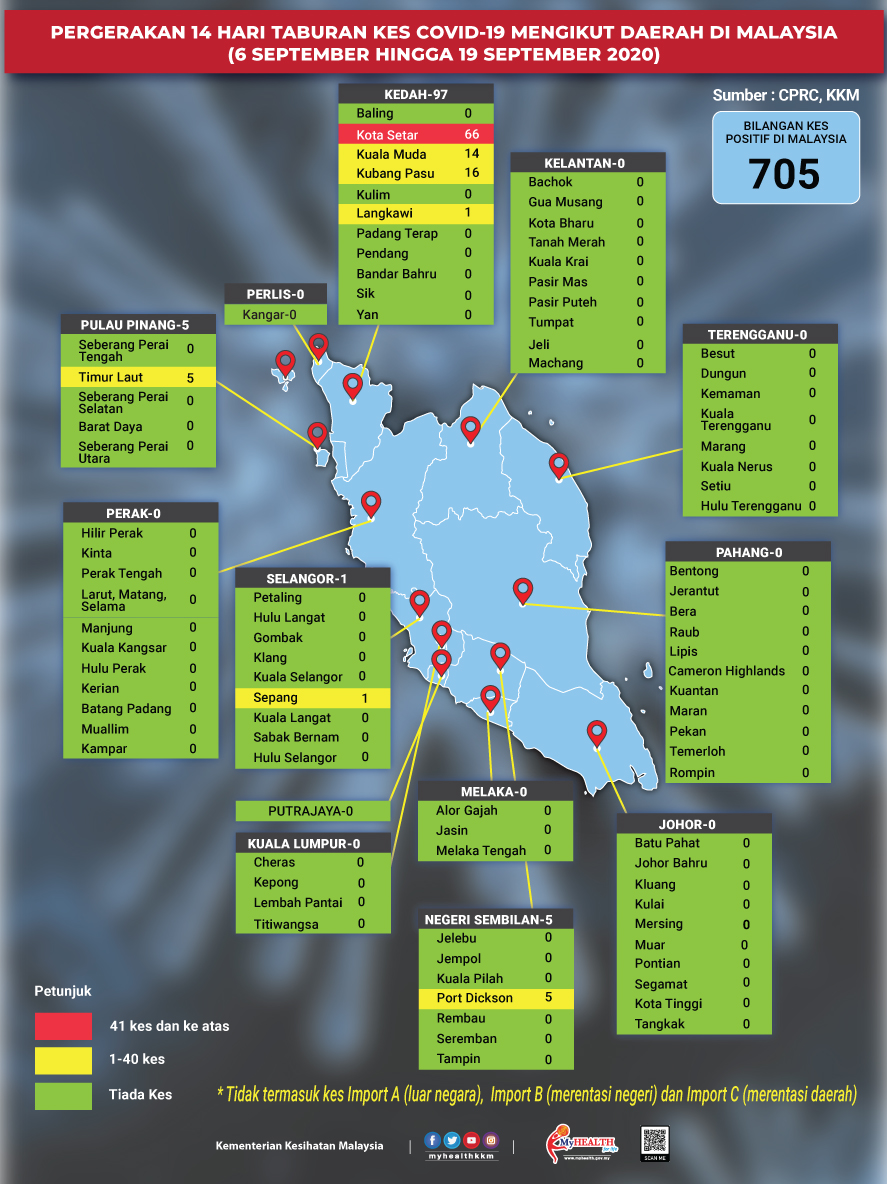 PERGERAKAN 14 HARI TABURAN KES COVID-19 MENGIKUT DAERAH DI MALAYSIA
(6 SEPTEMBER HINGGA 19 SEPTEMBER 2020)
Sumber : CPRC, KKM
BILANGAN KES
POSITIF DI MALAYSIA
705
KEDAH-97
Baling 0
Kota Setar 66
Kuala Muda 14
Kubang Pasu 16
Kulim 0
Langkawi 1
Padang Terap 0
Pendang 0
Bandar Bahru 0
Sik 0
Yan 0
KELANTAN-0
Bachok 0
Gua Musang 0
Kota Bharu 0
Tanah Merah 0
Kuala Krai 0
Pasir Mas 0
Pasir Puteh 0
Tumpat 0
Jeli 0
Machang 0
PERLIS-0
Kangar-0
PULAU PINANG-5
Seberang Perai
Tengah 0
Timur Laut 5
Seberang Perai
Selatan 0
Barat Daya 0
Seberang Perai
Utara 0
TERENGGANU-0
Besut 0
Dungun 0
Kemaman 0
Kuala
Terengganu 0
Marang 0
Kuala Nerus 0
Setiu 0
Hulu Terengganu 0
PERAK-0
Hilir Perak 0
Kinta 0
Perak Tengah 0
Larut, Matang,
Selama 0
Manjung 0
Kuala Kangsar 0
Hulu Perak 0
Kerian 0
Batang Padang 0
Muallim 0
Kampar 0
SELANGOR-1
Petaling 0
Hulu Langat 0
Gombak 0
Klang 0
Kuala Selangor 0
Sepang 1
Kuala Langat 0
Sabak Bernam 0
Hulu Selangor 0
PAHANG-0
Bentong 0
Jerantut 0
Bera 0
Raub 0
Lipis 0
Cameron Highlands 0
Kuantan 0
Maran 0
Pekan 0
Temerloh 0
Rompin 0
PUTRAJAYA-0
KUALA LUMPUR-0
Cheras 0
Kepong 0
Lembah Pantai 0
Titiwangsa 0
MELAKA-0
Alor Gajah 0
Jasin 0
Melaka Tengah 0
JOHOR-0
Batu Pahat 0
Johor Bahru 0
Kluang 0
Kulai 0
Mersing 0
Muar 0
Pontian 0
Segamat 0
Kota Tinggi 0
Tangkak 0
NEGERI SEMBILAN-5
Jelebu 0
Jempol 0
Kuala Pilah 0
Port Dickson 5
Rembau 0
Seremban 0
Tampin 0
Petunjuk
41 kes dan ke atas
1-40 kes
Tiada Kes
* Tidak termasuk kes Import A (luar negara), Import B (merentasi negeri) dan Import C (merentasi daerah)
Kementerian Kesihatan Malaysia
myhealthkkm
MyHEALTH
for life
www.myhealth.gov.my
SCAN ME